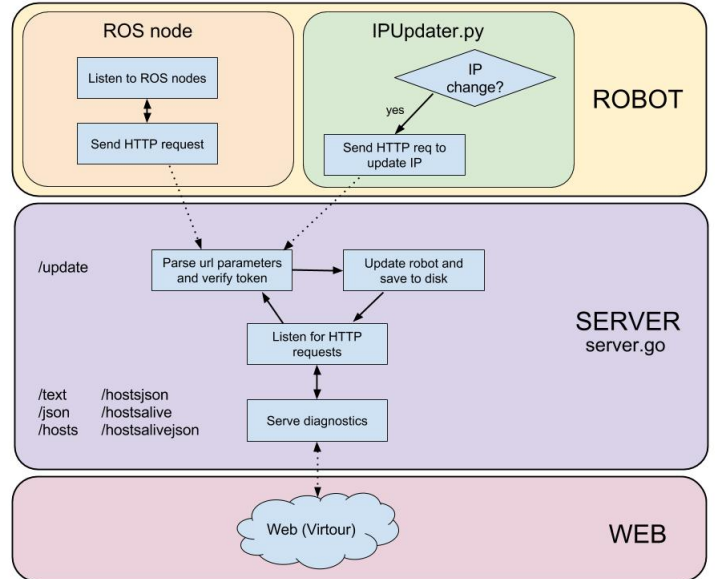 ROS node
Listen to ROS nodes
Send HTTP request
IPUpdater.py
IP
change?
yes
Send HTTP req to
update IP
ROBOT
/update
Parse url parameters
and verify token
Update robot and
save to disk
Listen for HTTP
requests
SERVER
server.go
/text /hostsjson
/json /hostsalive
/hosts /hostsalivejson
Serve diagnostics
Web (Virtour)
WEB